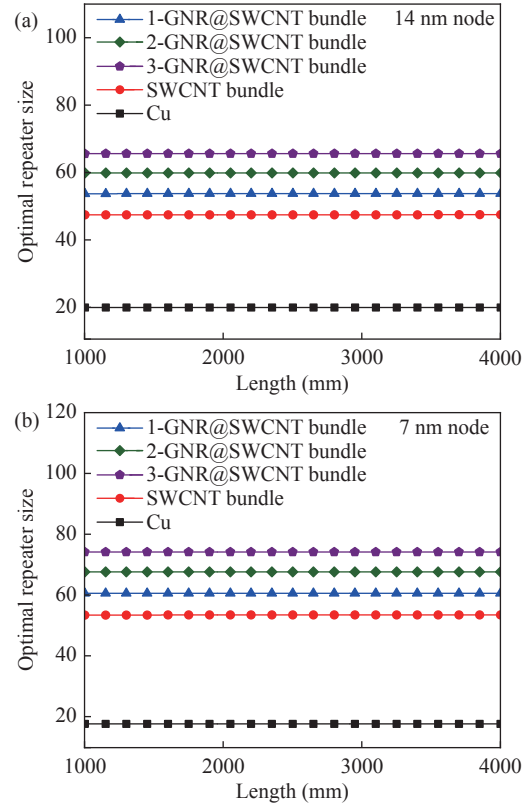 (a)
1-GNR@SWCNT bundle
14 nm node
2-GNR@SWCNT bundle
3-GNR@SWCNT bundle
SWCNT bundle
Cu
Optimal repeater size
100
80
60
40
20
1000
2000
3000
4000
Length (mm)
(b)
1-GNR@SWCNT bundle
7 nm node
2-GNR@SWCNT bundle
3-GNR@SWCNT bundle
SWCNT bundle
Cu
Optimal repeater size
120
100
80
60
40
20
1000
2000
3000
4000
Length (mm)